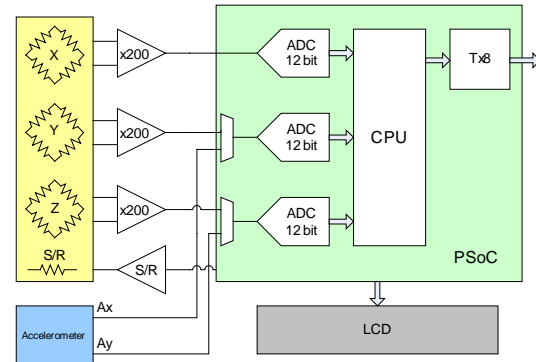 X
x200
ADC
12 bit
Tx8
Y
x200
ADC
12 bit
CPU
Z
x200
ADC
12 bit
S/R
S/R
PSoC
Accelerometer
Ax
Ay
LCD